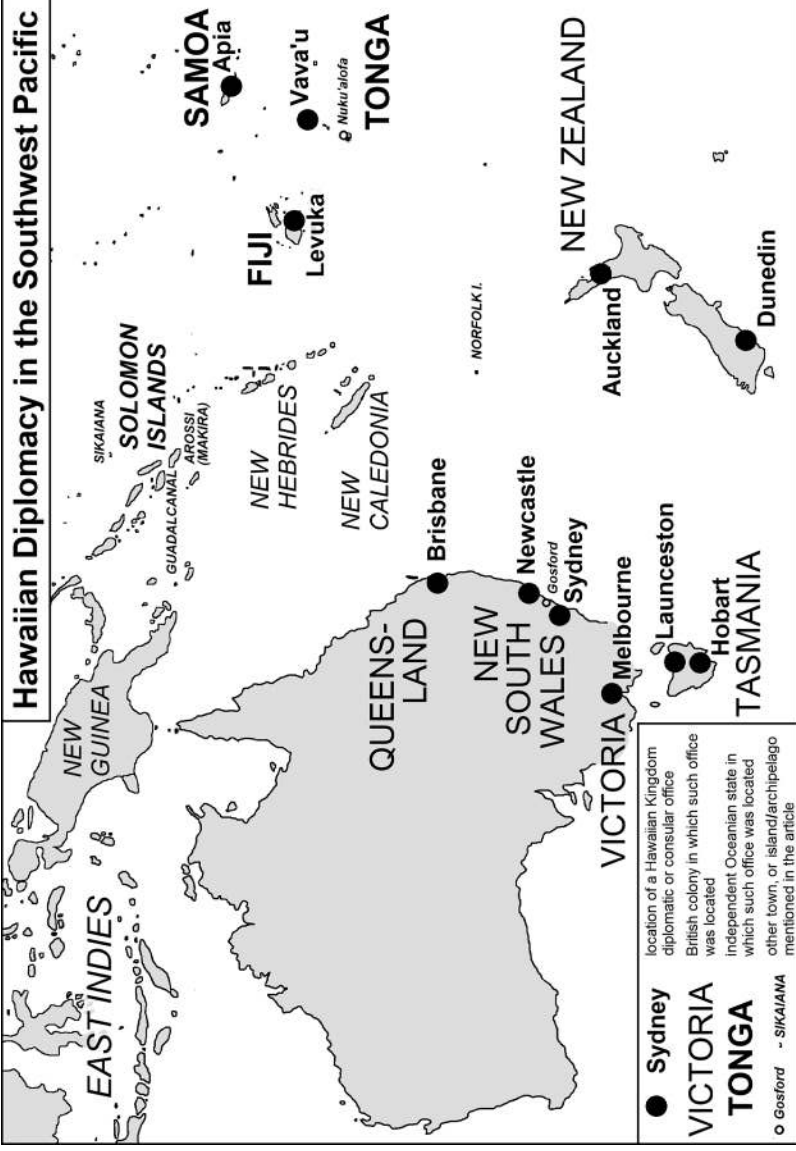 Hawaiian Diplomacy in the Southwest Pacific
EAST INDIES
NEW
GUINEA
SIKAIANA
SOLOMON
ISLANDS
GUADALCANAL
AROSSI
(MAKIRA)
SAMOA
Apia
FIJI
Levuka
Vava'u
Nuku'alofa
TONGA
NEW
HEBRIDES
NEW
CALEDONIA
QUEENS-
LAND
Brisbane
NORFOLK I.
NEW
SOUTH
WALES
Newcastle
Gosford
Sydney
VICTORIA
Melbourne
Launceston
Hobart
TASMANIA
NEW ZEALAND
Auckland
Dunedin
Sydney
location of a Hawaiian Kingdom
diplomatic or consular office
VICTORIA
British colony in which such office
was located
TONGA
independent Oceanian state in
which such office was located
Gosford - SIKAIANA
other town, or island/archipelago
mentioned in the article